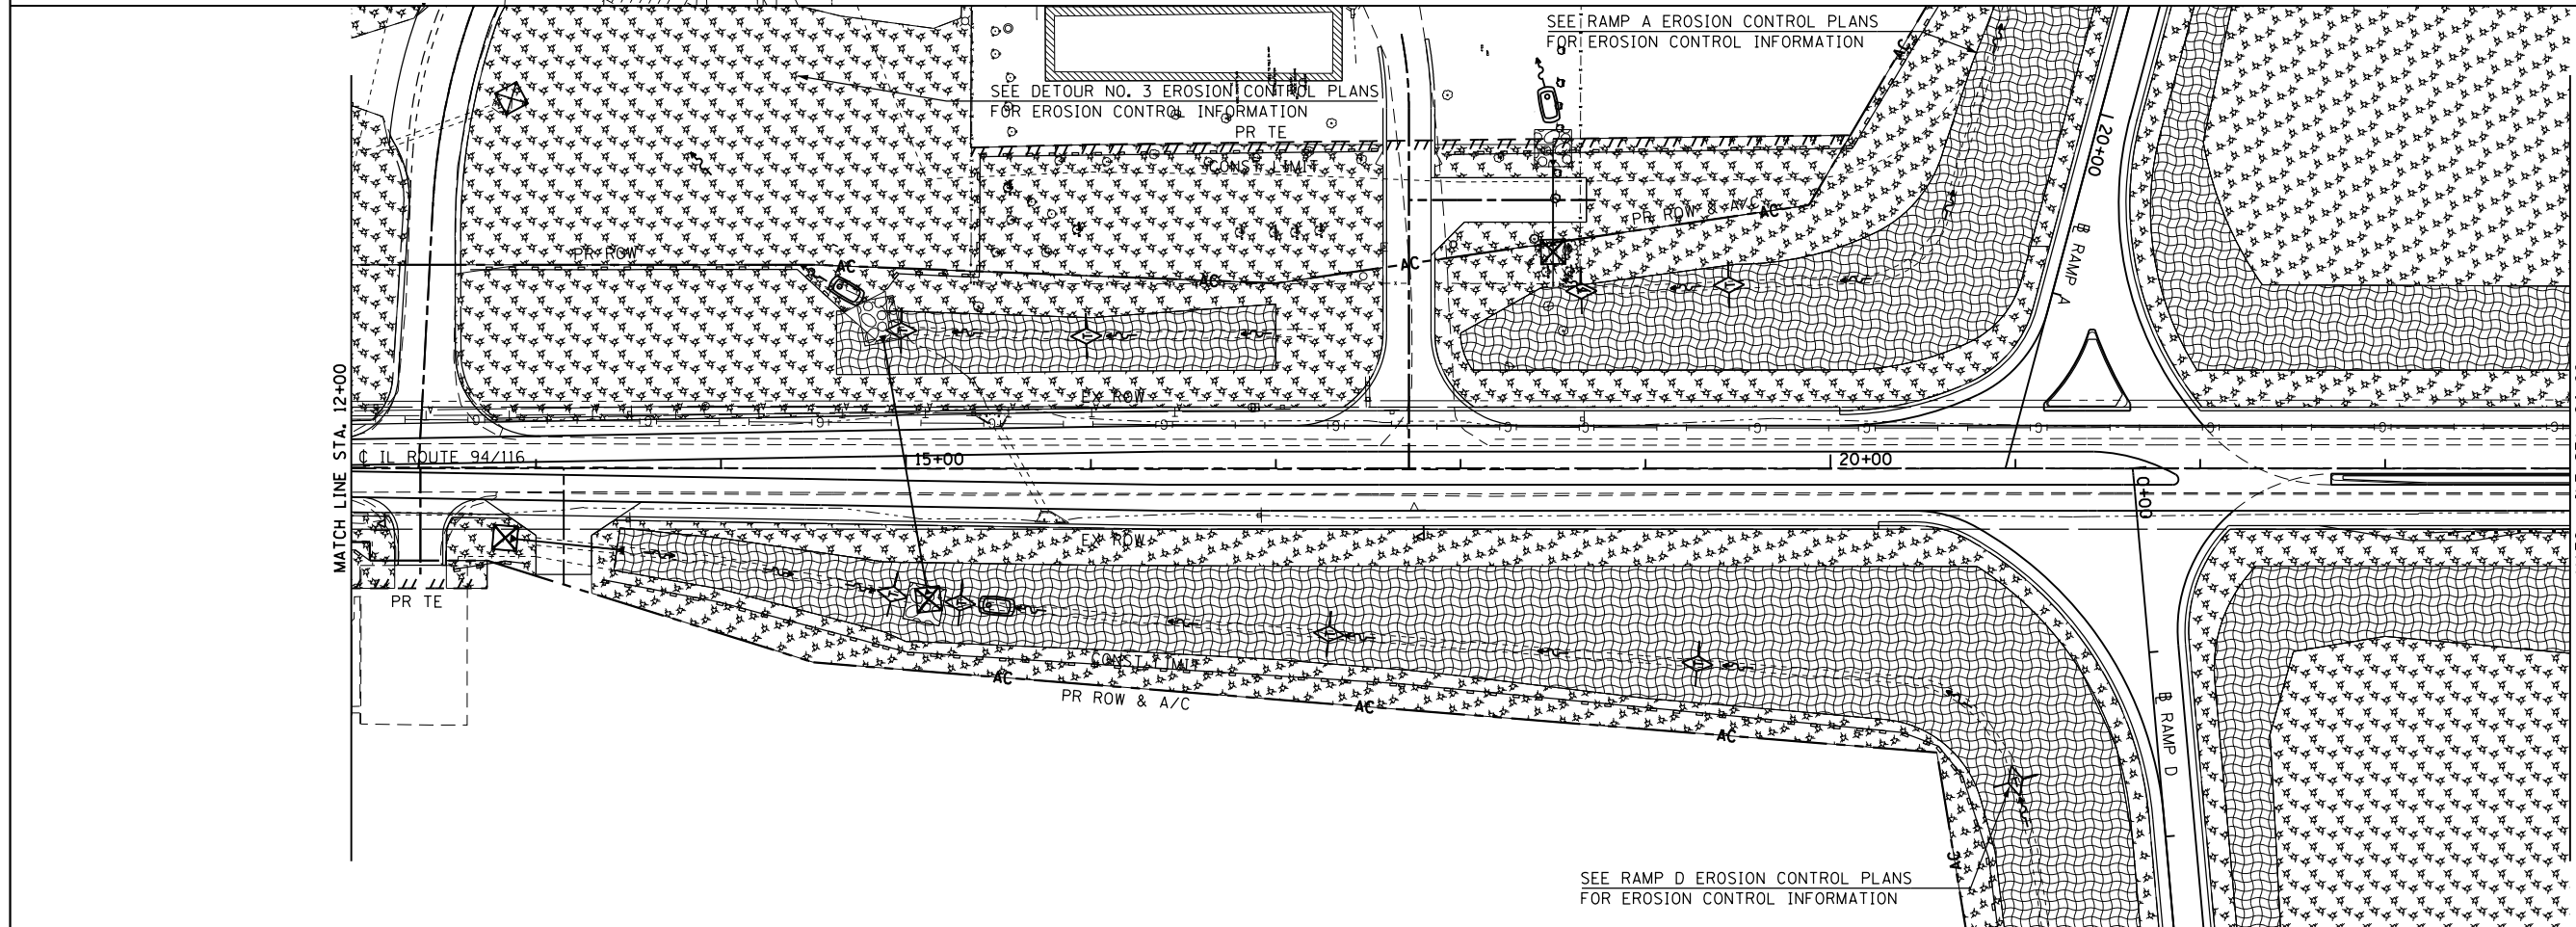 SEE RAMP A EROSION CONTROL PLANS
FOR EROSION CONTROL INFORMATION
AC
SEE DETOUR NO. 3 EROSION CONTROL PLANS
FOR EROSION CONTROL INFORMATION
PR TE
CONST LIMIT
20+00
PR ROW & A/C
AC
PR ROW
AC
AC
AC
℄ RAMP A
EX ROW
MATCH LINE STA. 12+00
℄ IL ROUTE 94/116
15+00
20+00
0+00
EX ROW
PR TE
CONST LIMIT
AC
PR ROW & A/C
AC
AC
℄ RAMP D
AC
SEE RAMP D EROSION CONTROL PLANS
FOR EROSION CONTROL INFORMATION